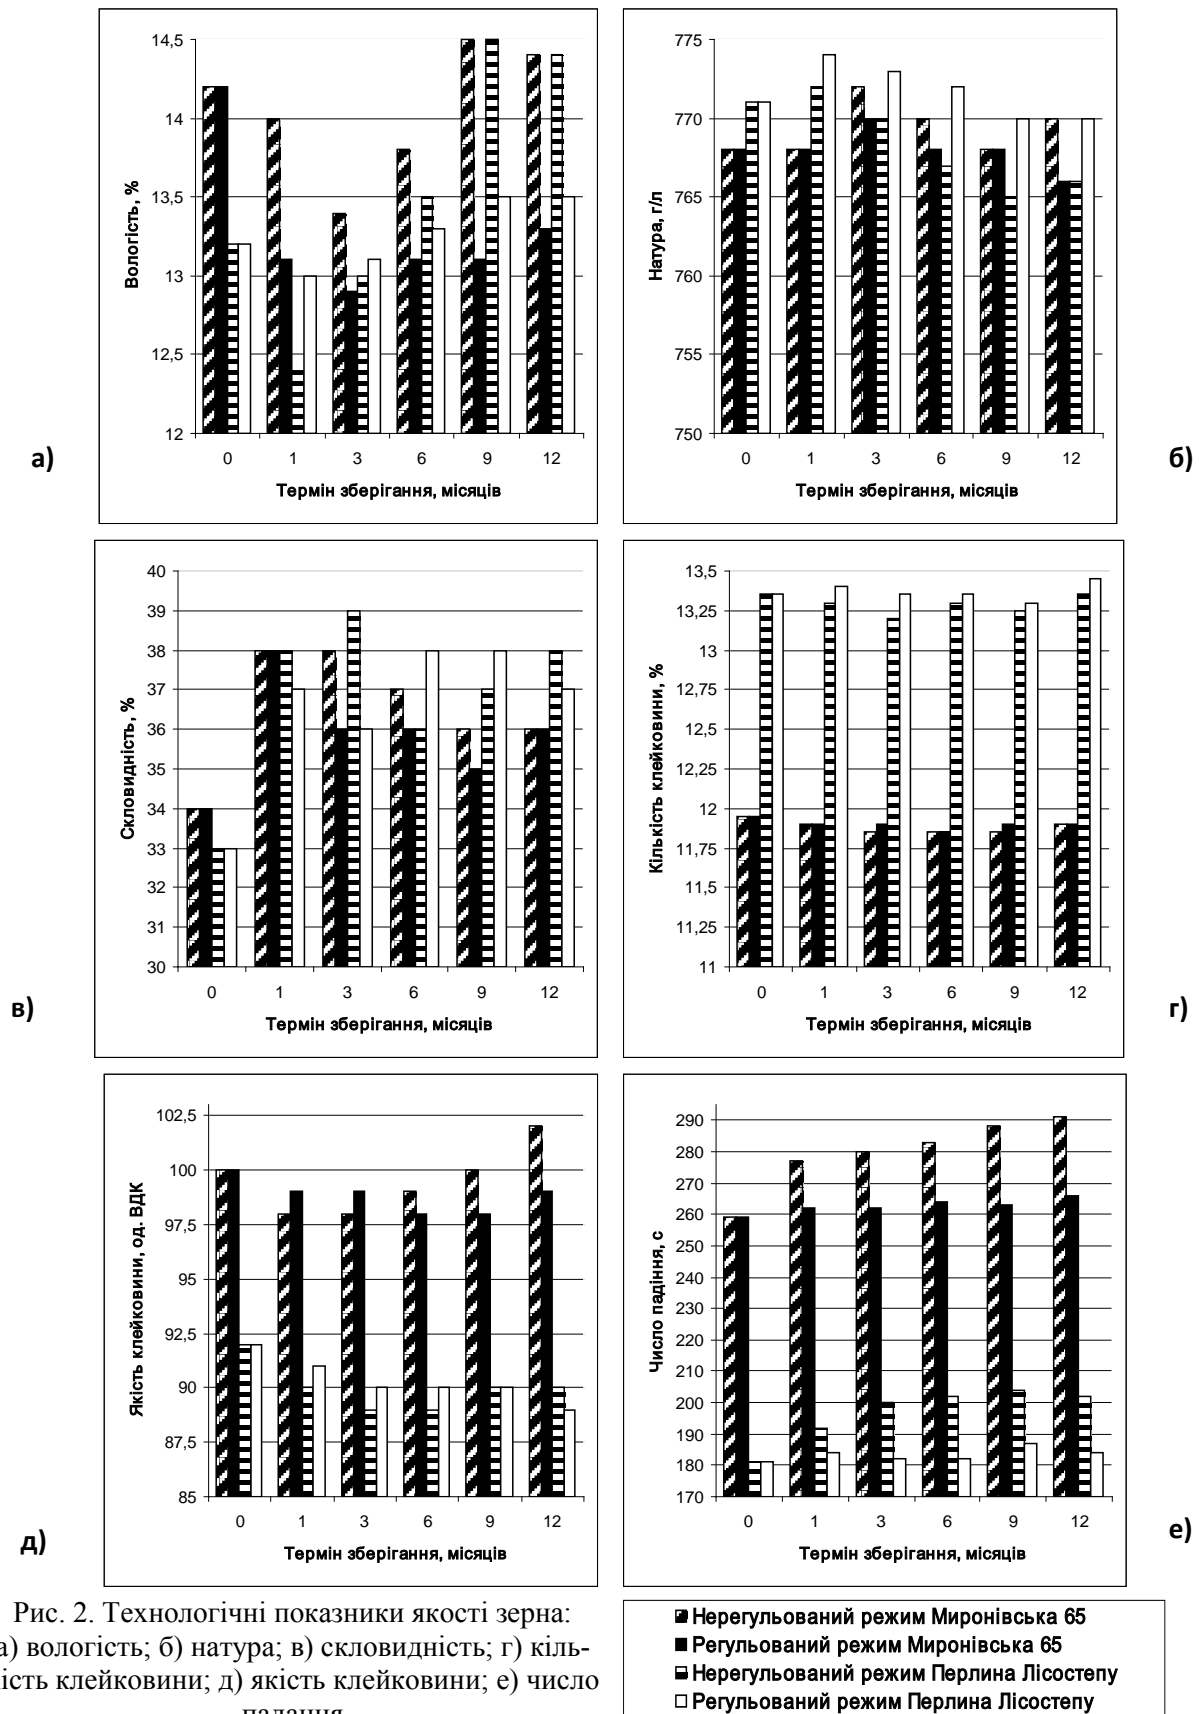 14,5
14
13,5
13
12,5
12
Вологість, %
0 1 3 6 9 12
Термін зберігання, місяців
а)
775
770
765
760
755
750
Натура, г/л
0 1 3 6 9 12
Термін зберігання, місяців
б)
40
39
38
37
36
35
34
33
32
31
30
Скловидність, %
0 1 3 6 9 12
Термін зберігання, місяців
в)
13,5
13,25
13
12,75
12,5
12,25
12
11,75
11,5
11,25
11
Кількість клейковини, %
0 1 3 6 9 12
Термін зберігання, місяців
г)
102,5
100
97,5
95
92,5
90
87,5
85
Якість клейковини, од. ВДК
0 1 3 6 9 12
Термін зберігання, місяців
д)
290
280
270
260
250
240
230
220
210
200
190
180
170
Число падіння, с
0 1 3 6 9 12
Термін зберігання, місяців
е)
Рис. 2. Технологічні показники якості зерна:
а) вологість; б) натура; в) скловидність; г) кіль-
кість клейковини; д) якість клейковини; е) число
Нерегульований режим Миронівська 65
Регульований режим Миронівська 65
Нерегульований режим Перлина Лісостепу
Регульований режим Перлина Лісостепу